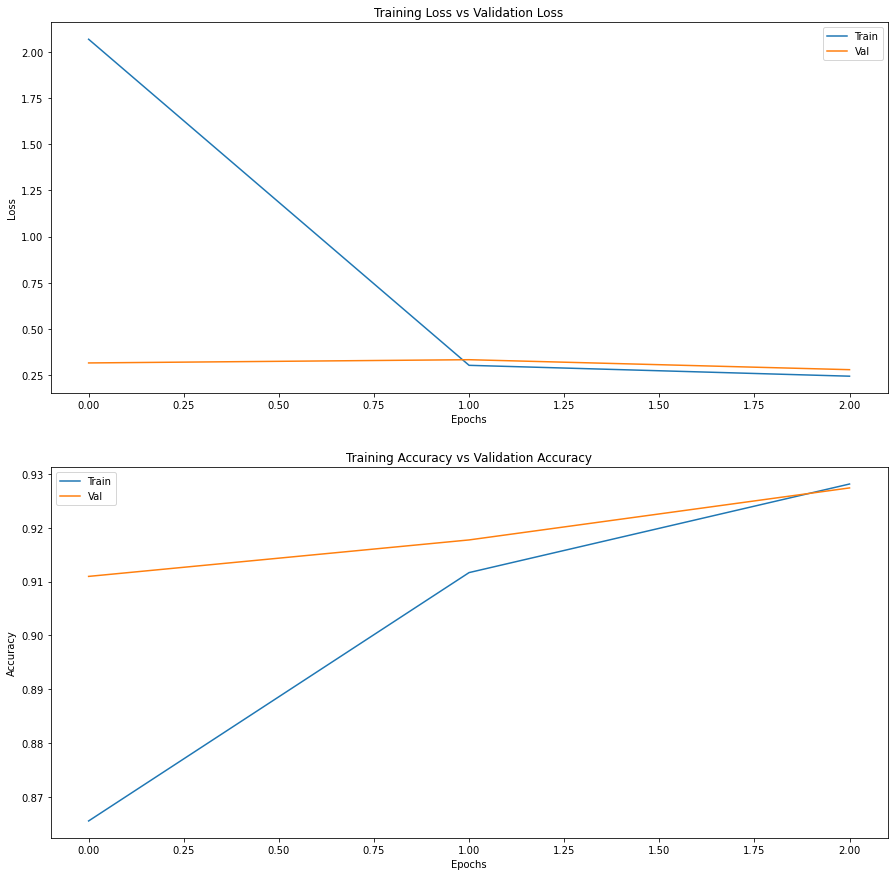 Training Loss vs Validation Loss
Train
Val
2.00
1.75
1.50
1.25
1.00
0.75
0.50
0.25
Loss
0.00 0.25 0.50 0.75 1.00 1.25 1.50 1.75 2.00
Epochs
Training Accuracy vs Validation Accuracy
Train
Val
0.93
0.92
0.91
0.90
0.89
0.88
0.87
Accuracy
0.00 0.25 0.50 0.75 1.00 1.25 1.50 1.75 2.00
Epochs